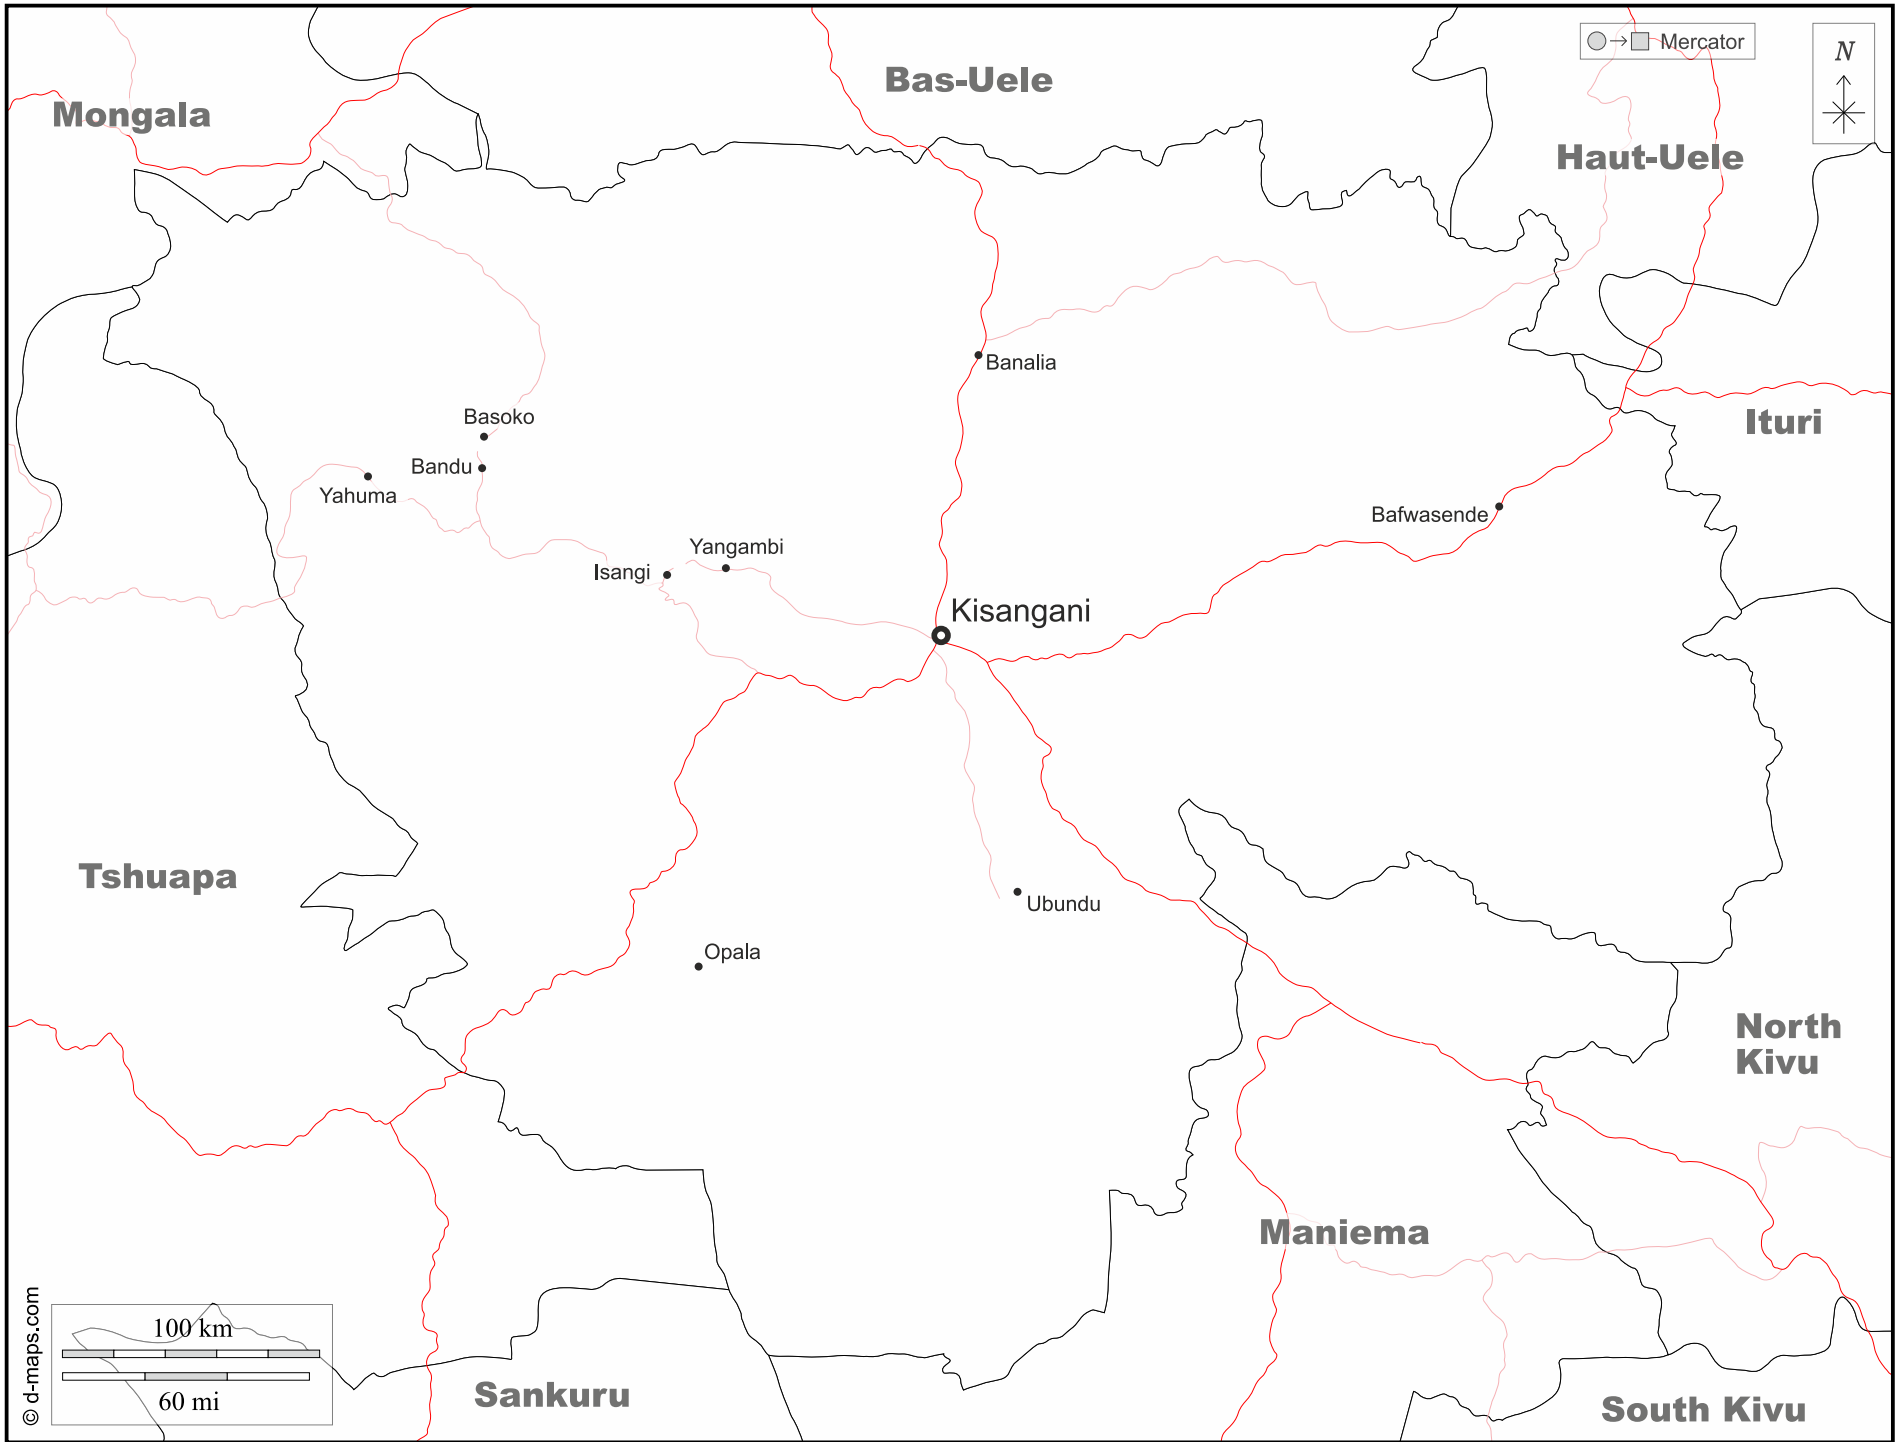 Mercator
N
Bas-Uele
Mongala
Haut-Uele
Banalia
Basoko
Ituri
Bandu
Yahuma
Bafwasende
Yangambi
Isangi
Kisangani
Tshuapa
Ubundu
Opala
North
Kivu
Maniema
100 km
60 mi
Sankuru
South Kivu
© d-maps.com